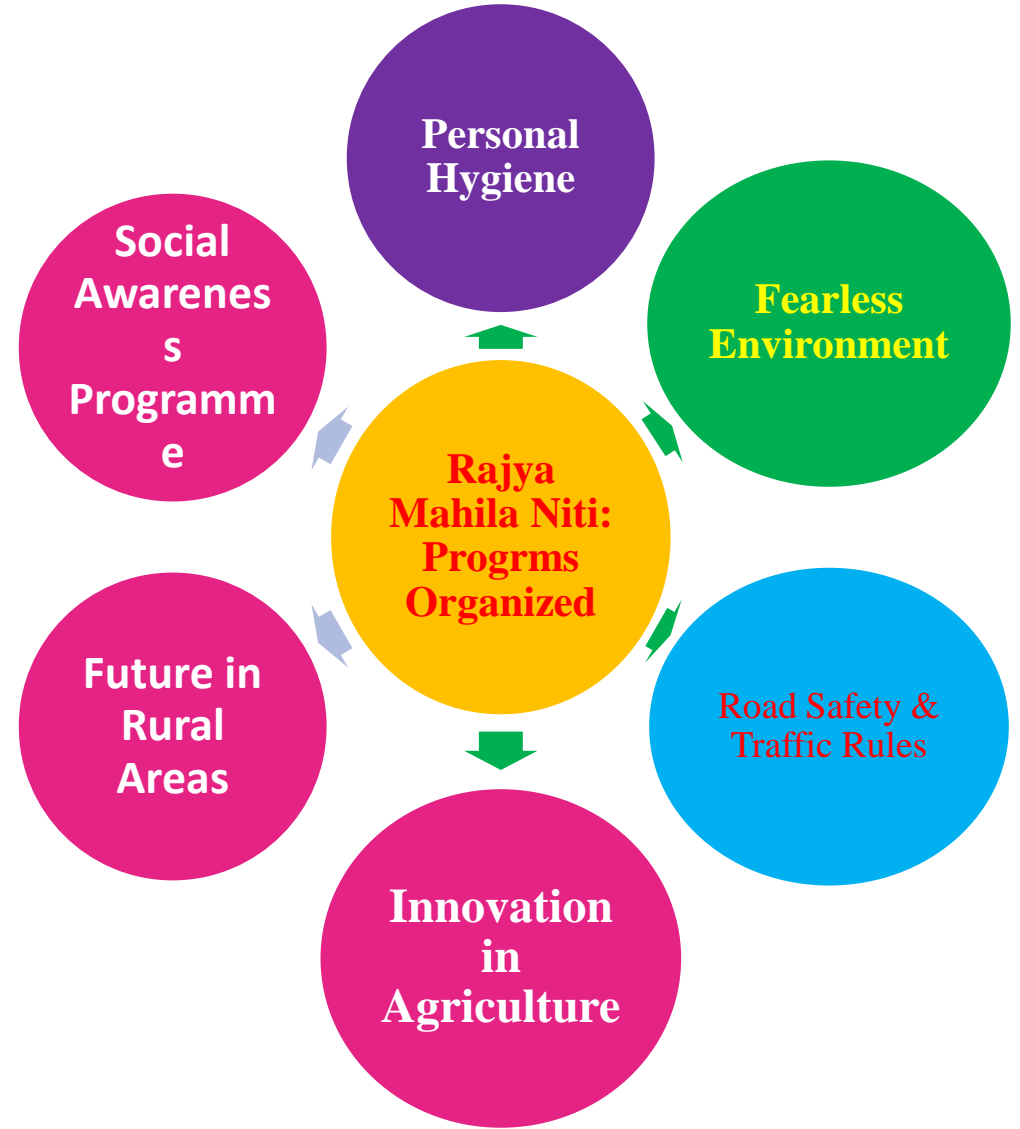 Personal
Hygiene
Fearless
Environment
Road Safety &
Traffic Rules
Innovation
in
Agriculture
Future in
Rural
Areas
Social
Awarenes
s
Programm
e
Rajya
Mahila Niti:
Progrms
Organized